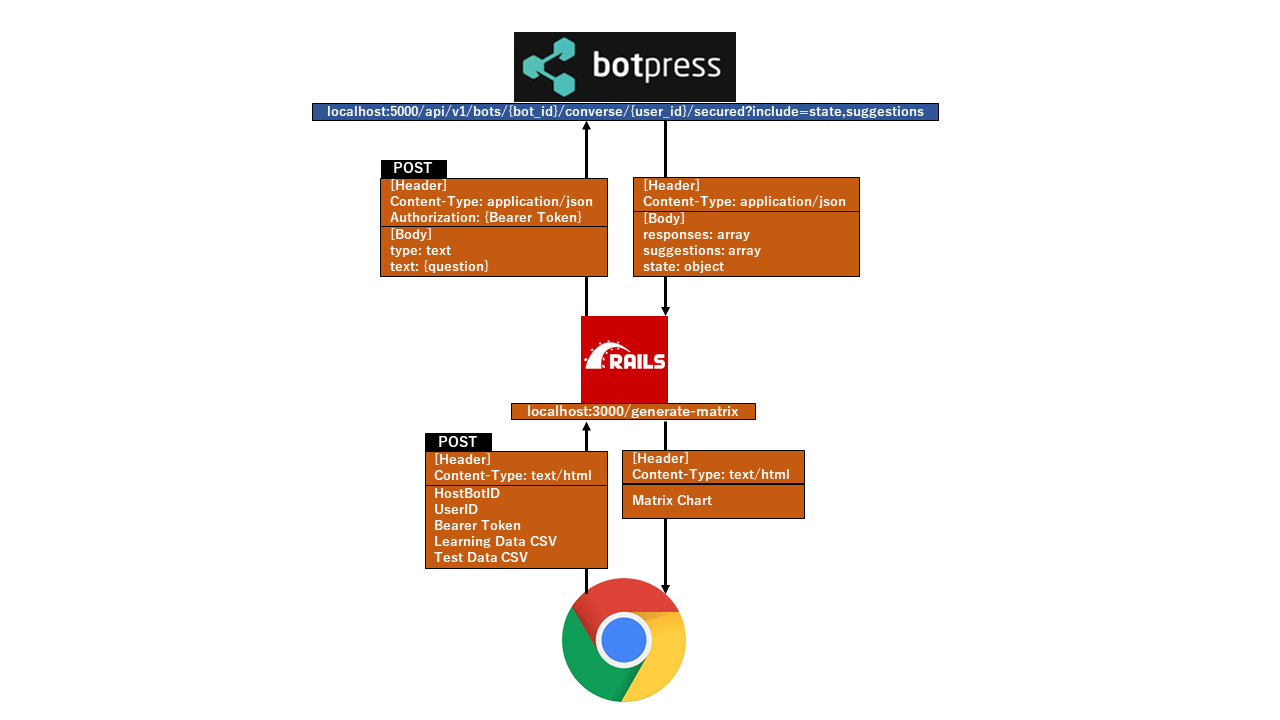 botpress
localhost:5000/api/v1/bots/{bot_id}/converse/{user_id}/secured?include=state,suggestions
POST
[Header]
Content-Type: application/json
Authorization: {Bearer Token}
[Body]
type: text
text: {question}
[Header]
Content-Type: application/json
[Body]
responses: array
suggestions: array
state: object
RAILS
localhost:3000/generate-matrix
POST
[Header]
Content-Type: text/html
HostBotID
UserID
Bearer Token
Learning Data CSV
Test Data CSV
[Header]
Content-Type: text/html
Matrix Chart